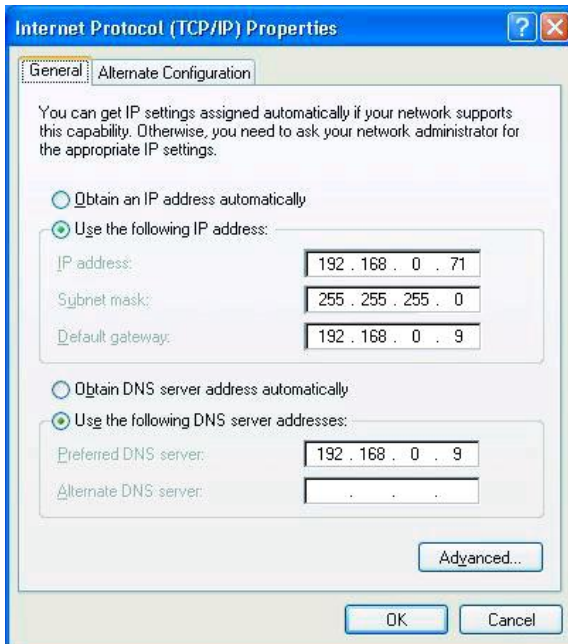 Internet Protocol (TCP/IP) Properties
General
Alternate Configuration
You can get IP settings assigned automatically if your network supports
this capability. Otherwise, you need to ask your network administrator for
the appropriate IP settings.
Obtain an IP address automatically
Use the following IP address:
IP address: 192 . 168 . 0 . 71
Subnet mask: 255 . 255 . 255 . 0
Default gateway: 192 . 168 . 0 . 9
Obtain DNS server address automatically
Use the following DNS server addresses:
Preferred DNS server: 192 . 168 . 0 . 9
Alternate DNS server: . . .
Advanced...
OK
Cancel